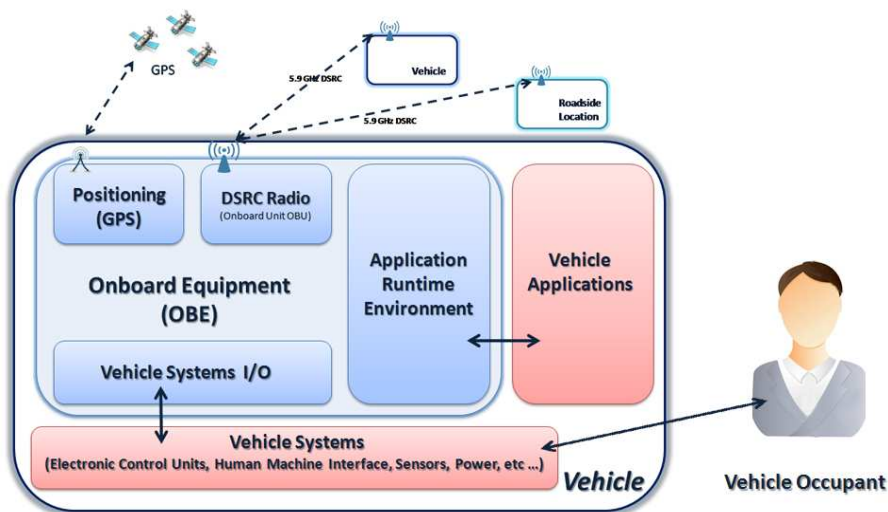 GPS
5.9 GHz DSRC
Vehicle
5.9 GHz DSRC
Roadside
Location
Positioning
(GPS)
DSRC Radio
(Onboard Unit OBU)
Application
Runtime
Environment
Vehicle
Applications
Onboard Equipment
(OBE)
Vehicle Systems I/O
Vehicle Systems
(Electronic Control Units, Human Machine Interface, Sensors, Power, etc ...)
Vehicle
Vehicle Occupant